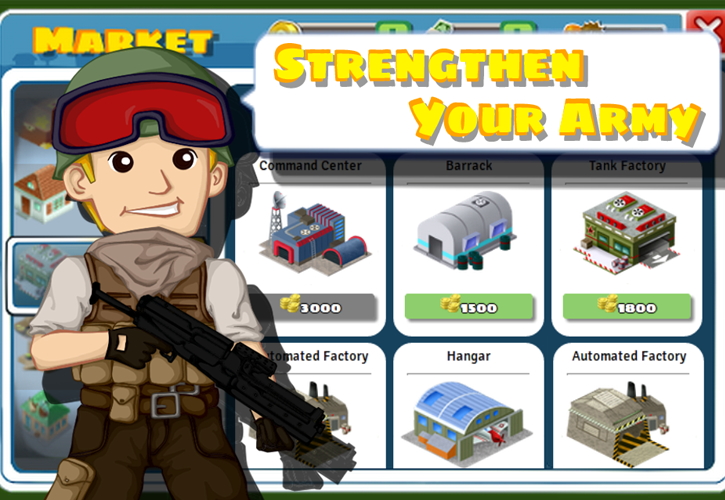 Market
Strengthen
Your Army
Command Center
Barrack
Tank Factory
3000
1500
1800
utomated Factory
Hangar
Automated Factory